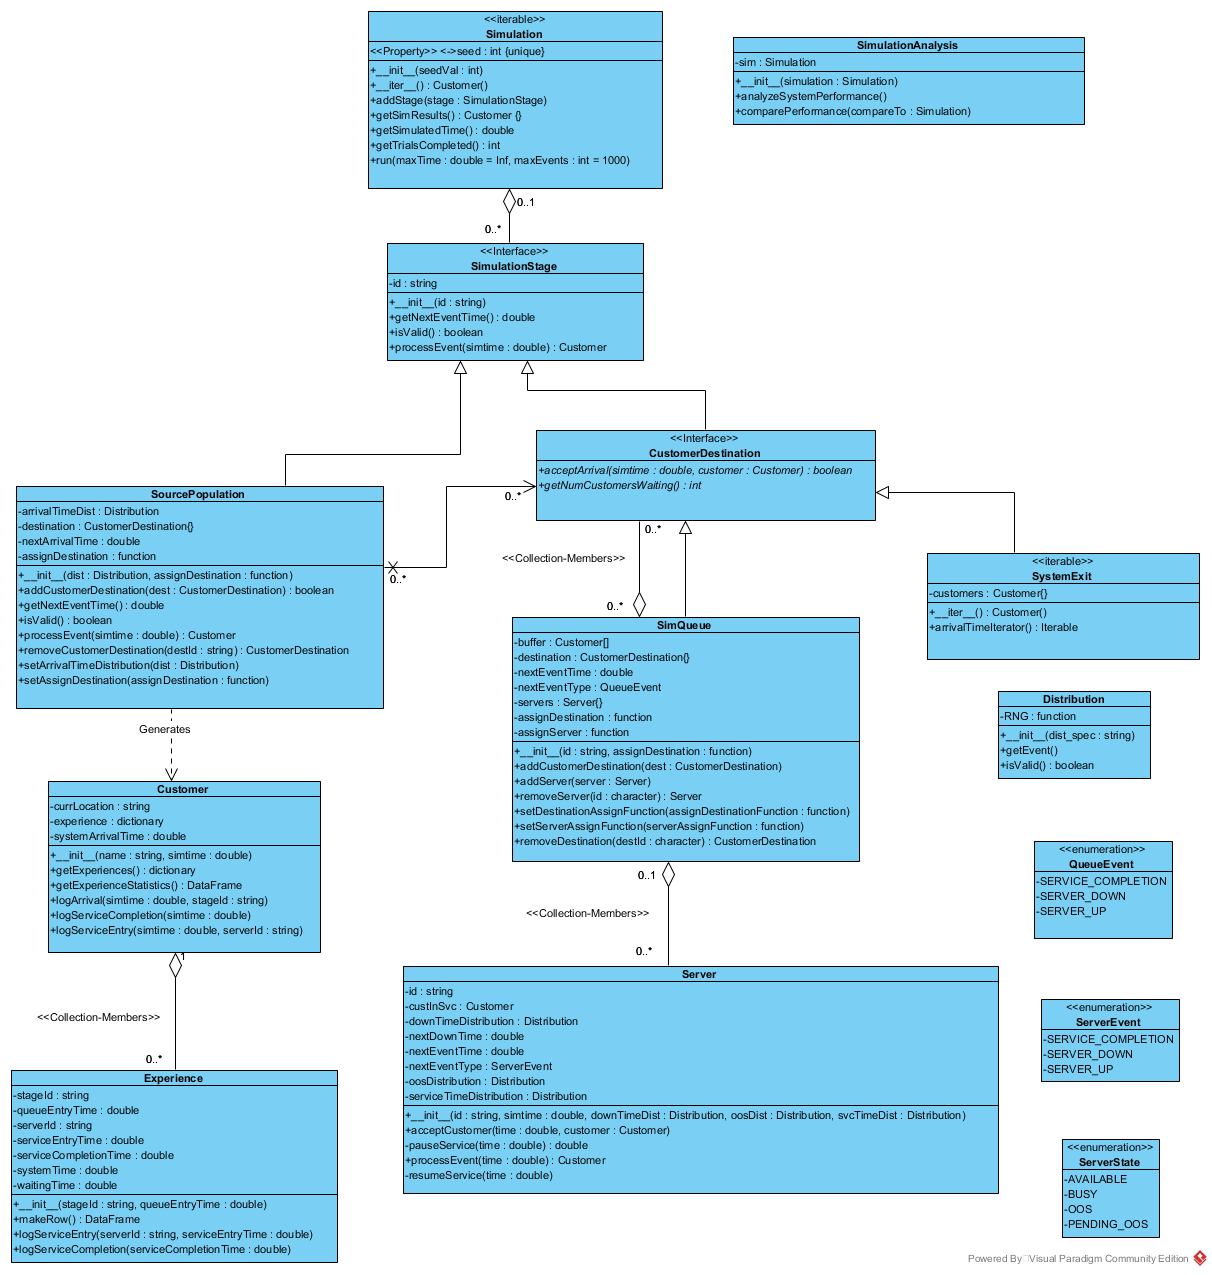 <<iterable>>
Simulation
<<Property>> <->seed : int {unique}
+__init__(seedVal : int)
+__iter__() : Customer()
+addStage(stage : SimulationStage)
+getSimResults() : Customer {}
+getSimulatedTime() : double
+getTrialsCompleted() : int
+run(maxTime : double = Inf, maxEvents : int = 1000)
SimulationAnalysis
-sim : Simulation
+__init__(simulation : Simulation)
+analyzeSystemPerformance()
+comparePerformance(compareTo : Simulation)
0..1
0..*
<<Interface>>
SimulationStage
-id : string
+__init__(id : string)
+getNextEventTime() : double
+isValid() : boolean
+processEvent(simtime : double) : Customer
<<Interface>>
CustomerDestination
+acceptArrival(simtime : double, customer : Customer) : boolean
+getNumCustomersWaiting() : int
SourcePopulation
-arrivalTimeDist : Distribution
-destination : CustomerDestination{}
-nextArrivalTime : double
-assignDestination : function
+__init__(dist : Distribution, assignDestination : function)
+addCustomerDestination(dest : CustomerDestination) : boolean
+getNextEventTime() : double
+isValid() : boolean
+processEvent(simtime : double) : Customer
+removeCustomerDestination(destId : string) : CustomerDestination
+setArrivalTimeDistribution(dist : Distribution)
+setAssignDestination(assignDestination : function)
0..*
0..*
0..*
<<Collection-Members>>
0..*
<<iterable>>
SystemExit
-customers : Customer{}
+__iter__() : Customer()
+arrivalTimeIterator() : Iterable
SimQueue
-buffer : Customer[]
-destination : CustomerDestination{}
-nextEventTime : double
-nextEventType : QueueEvent
-servers : Server{}
-assignDestination : function
-assignServer : function
+__init__(id : string, assignDestination : function)
+addCustomerDestination(dest : CustomerDestination)
+addServer(server : Server)
+removeServer(id : character) : Server
+setDestinationAssignFunction(assignDestinationFunction : function)
+setServerAssignFunction(serverAssignFunction : function)
+removeDestination(destId : character) : CustomerDestination
Distribution
-RNG : function
+__init__(dist_spec : string)
+getEvent()
+isValid() : boolean
Generates
Customer
-currLocation : string
-experience : dictionary
-systemArrivalTime : double
+__init__(name : string, simtime : double)
+getExperiences() : dictionary
+getExperienceStatistics() : DataFrame
+logArrival(simtime : double, stageId : string)
+logServiceCompletion(simtime : double)
+logServiceEntry(simtime : double, serverId : string)
<<enumeration>>
QueueEvent
-SERVICE_COMPLETION
-SERVER_DOWN
-SERVER_UP
0..1
<<Collection-Members>>
0..*
1
<<Collection-Members>>
0..*
Server
-id : string
-custInSvc : Customer
-downTimeDistribution : Distribution
-nextDownTime : double
-nextEventTime : double
-nextEventType : ServerEvent
-oosDistribution : Distribution
-serviceTimeDistribution : Distribution
+__init__(id : string, simtime : double, downTimeDist : Distribution, oosDist : Distribution, svcTimeDist : Distribution)
+acceptCustomer(time : double, customer : Customer)
-pauseService(time : double) : double
+processEvent(time : double) : Customer
-resumeService(time : double)
<<enumeration>>
ServerEvent
-SERVICE_COMPLETION
-SERVER_DOWN
-SERVER_UP
Experience
-stageId : string
-queueEntryTime : double
-serverId : string
-serviceEntryTime : double
-serviceCompletionTime : double
-systemTime : double
-waitingTime : double
+__init__(stageId : string, queueEntryTime : double)
+makeRow() : DataFrame
+logServiceEntry(serverId : string, serviceEntryTime : double)
+logServiceCompletion(serviceCompletionTime : double)
<<enumeration>>
ServerState
-AVAILABLE
-BUSY
-OOS
-PENDING_OOS
Powered By Visual Paradigm Community Edition